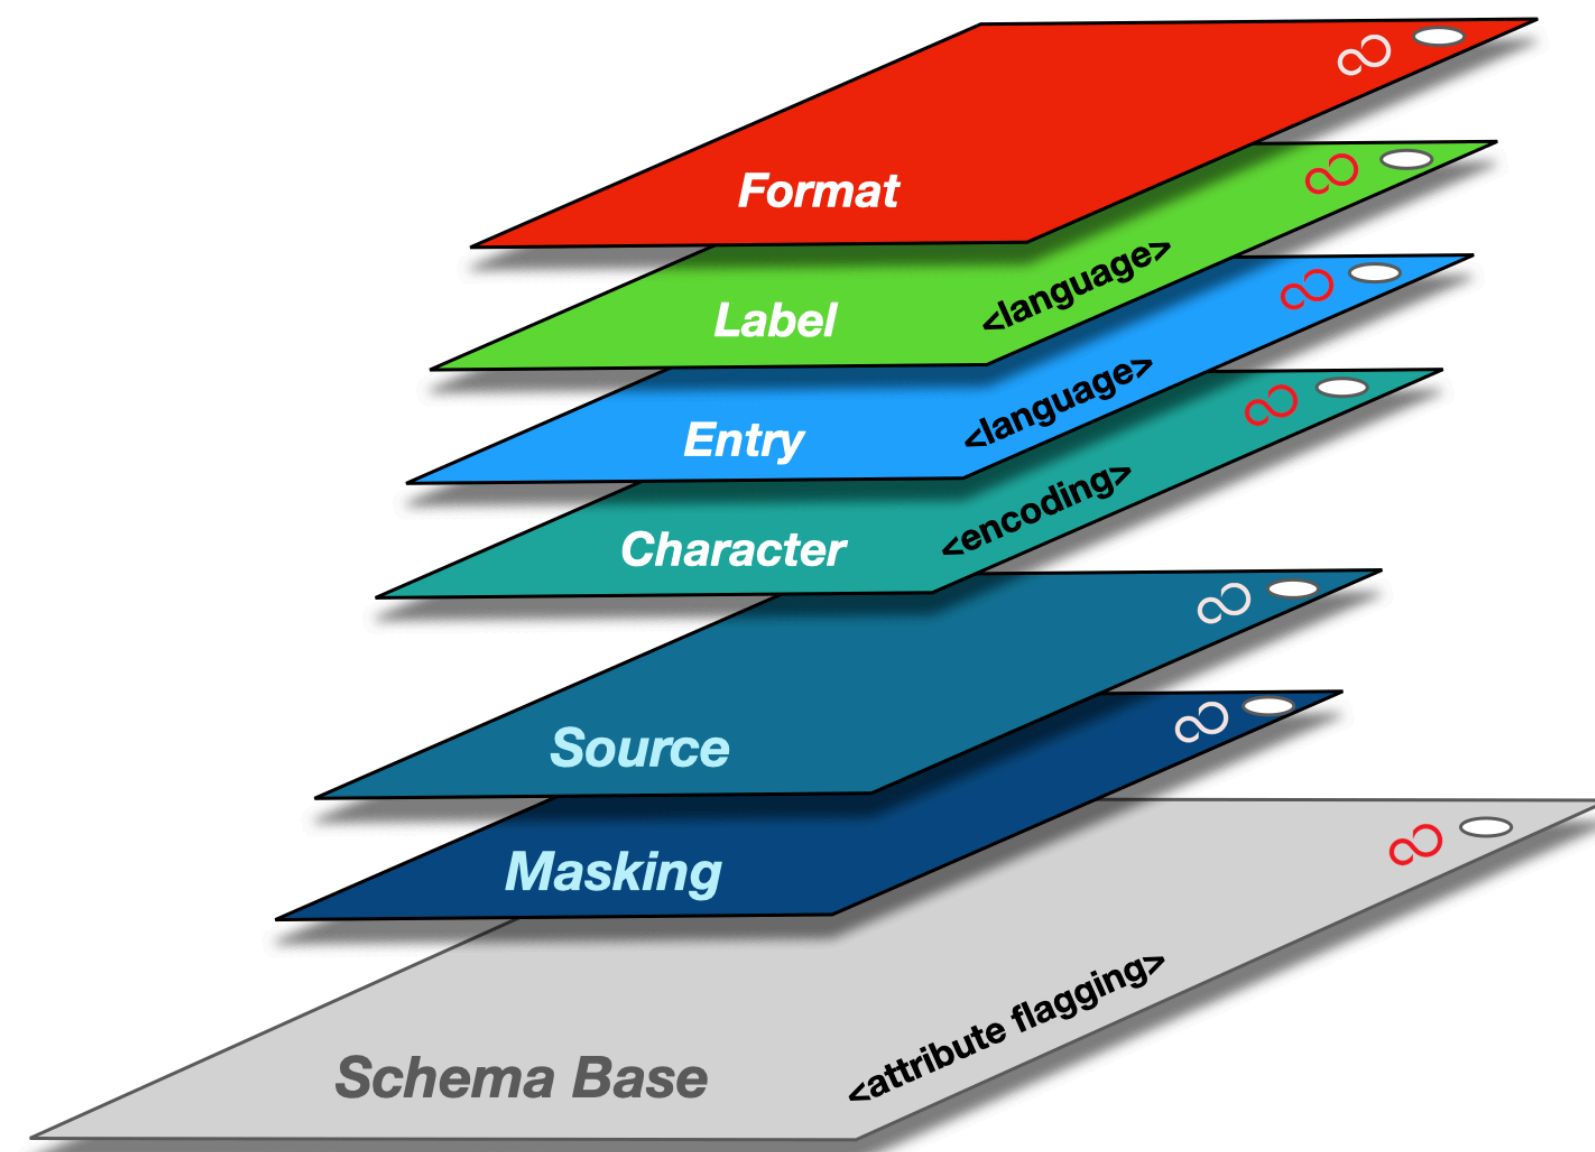 Format
Label
<language>
Entry
<language>
Character
<encoding>
Source
Masking
Schema Base
<attribute flagging>